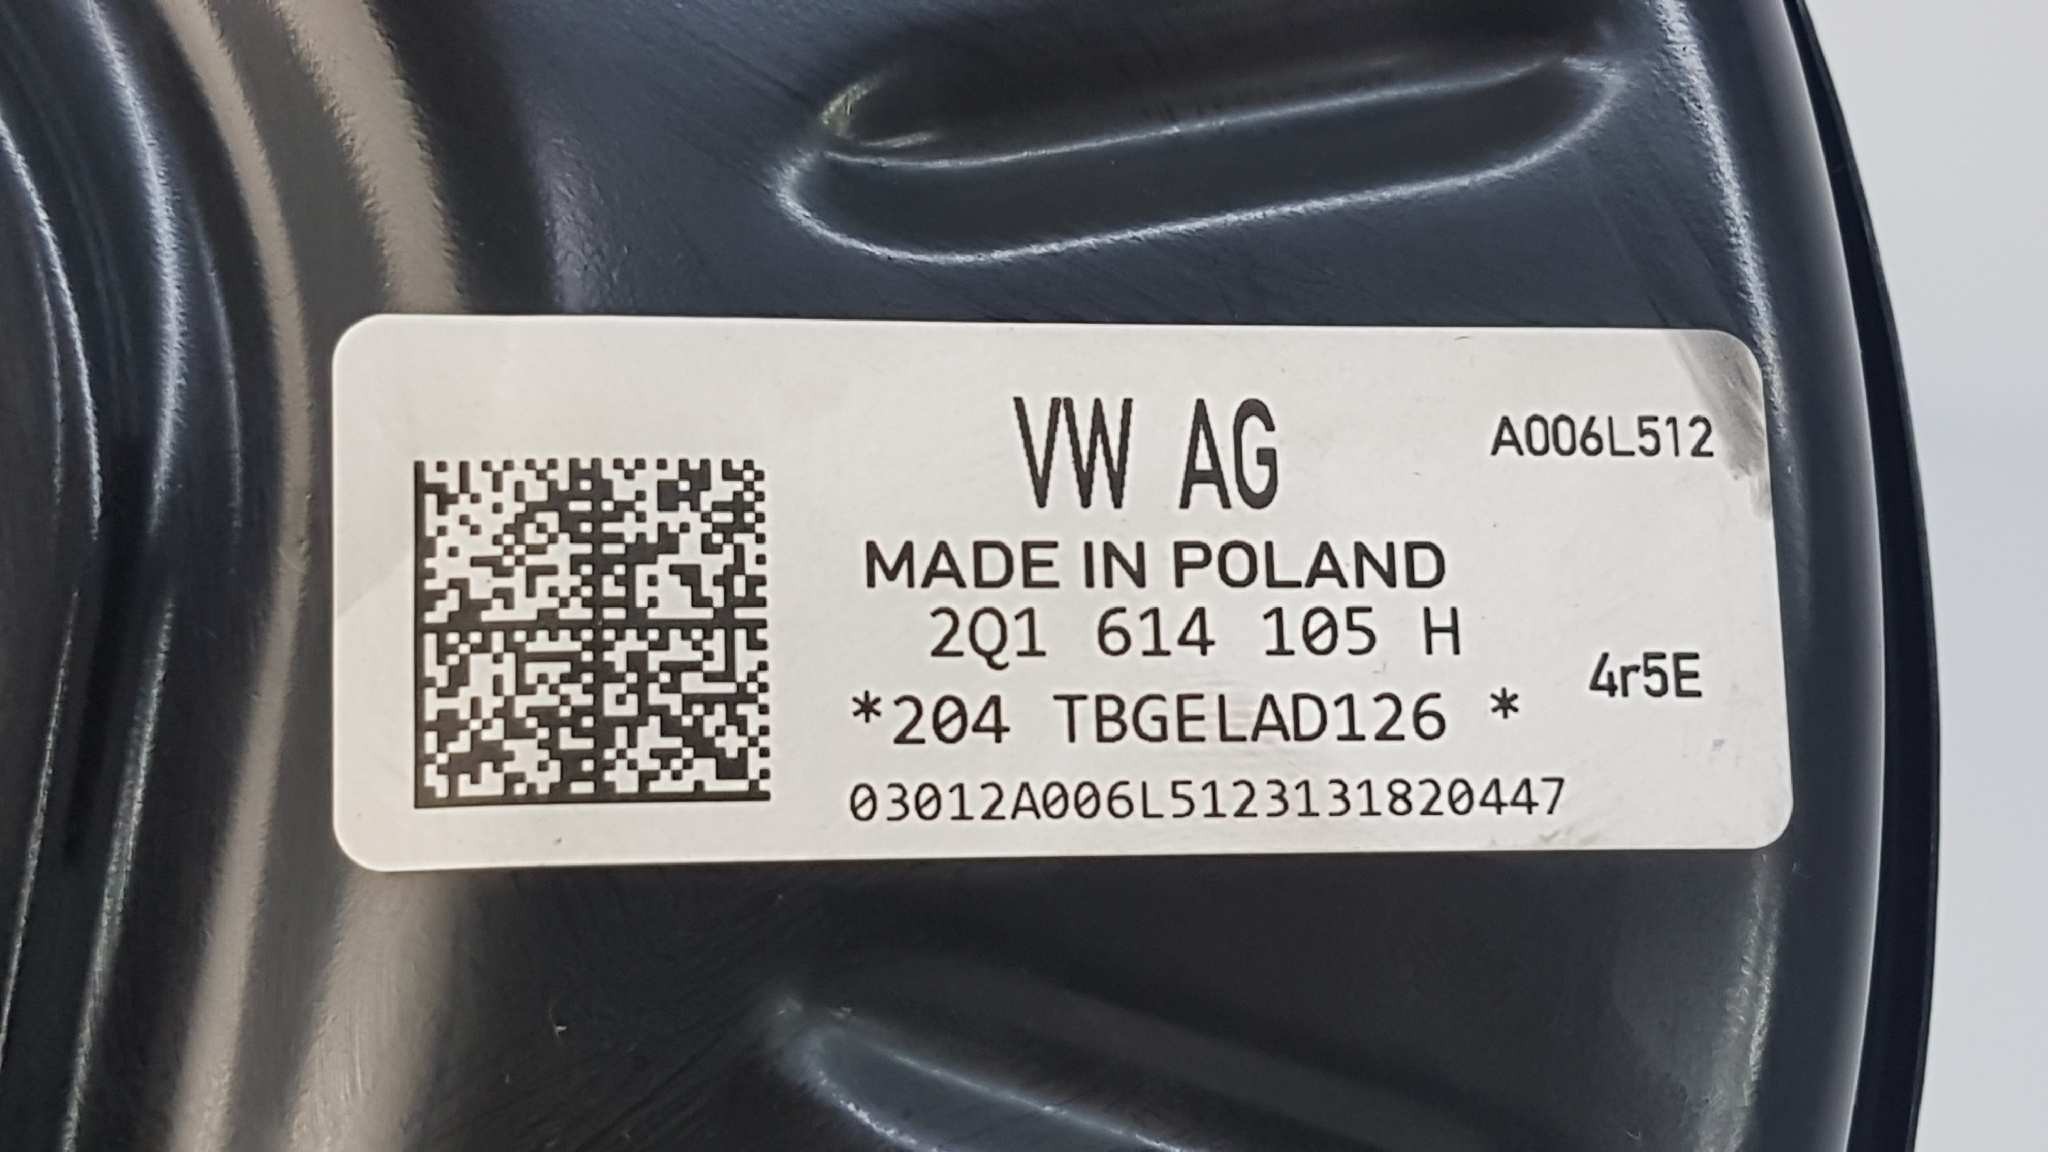 VW AG
A006L512
MADE IN POLAND
2Q1 614 105 H
4r5E
*204 TBGELAD126 *
03012A006L5123131820447